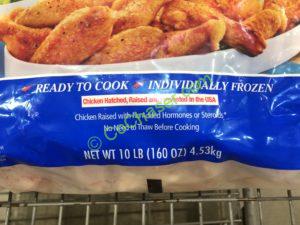 READY TO COOK INDIVIDUALLY FROZEN
Chicken Hatched, Raised and Harvested in the USA
Chicken Raised with No Added Hormones or Steroids
No Need to Thaw Before Cooking
NET WT 10 LB (160 OZ) 4.53kg